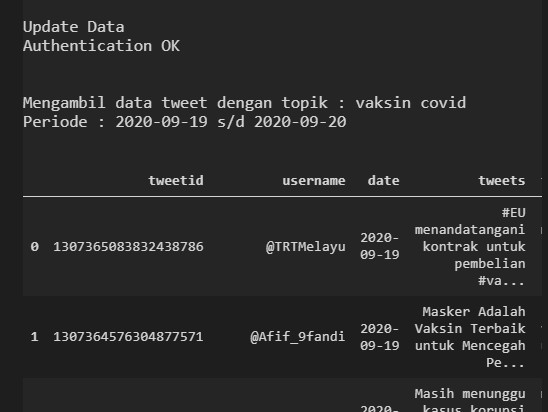 Update Data
Authentication OK
Mengambil data tweet dengan topik : vaksin covid
Periode : 2020-09-19 s/d 2020-09-20
tweetid username date tweets
0 1307365083832438786 @TRTMelayu 2020-09-19 #EU menandatangani kontrak untuk pembelian #va...
1 1307364576304877571 @Afif_9fandi 2020-09-19 Masker Adalah Vaksin Terbaik untuk Mencegah Pe...
2020- Masih menunggu
kasus korupsi